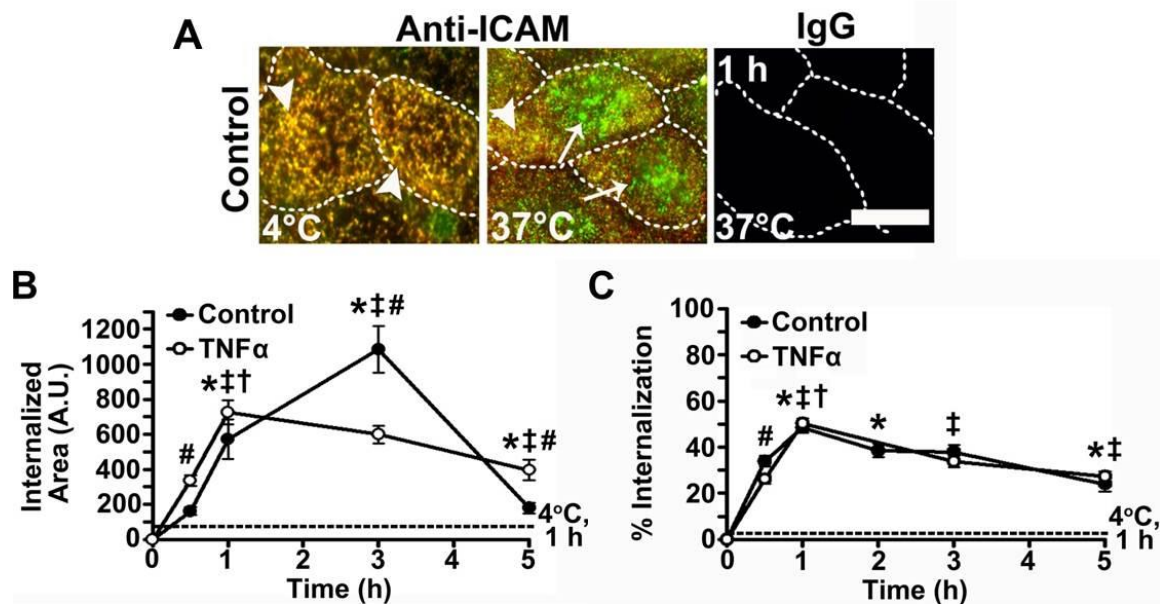 A
Anti-ICAM
IgG
Control
4°C
37°C
1 h
37°C
B
Internalized
Area (A.U.)
1200
1000
800
600
400
200
0
Control
TNFα
#
*‡†
*‡#
*‡#
4°C,
1 h
0
1
2
3
4
5
Time (h)
C
% Internalization
100
80
60
40
20
0
Control
TNFα
#
*‡†
*
‡
*‡
4°C,
1 h
0
1
2
3
4
5
Time (h)